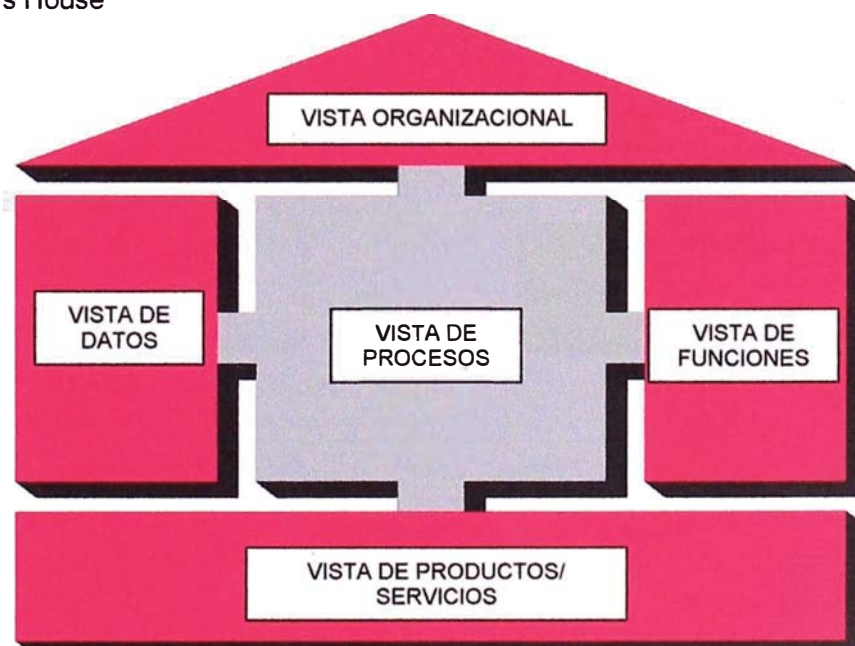 s House
VISTA ORGANIZACIONAL
VISTA DE
DATOS
VISTA DE
PROCESOS
VISTA DE
FUNCIONES
VISTA DE PRODUCTOS/
SERVICIOS